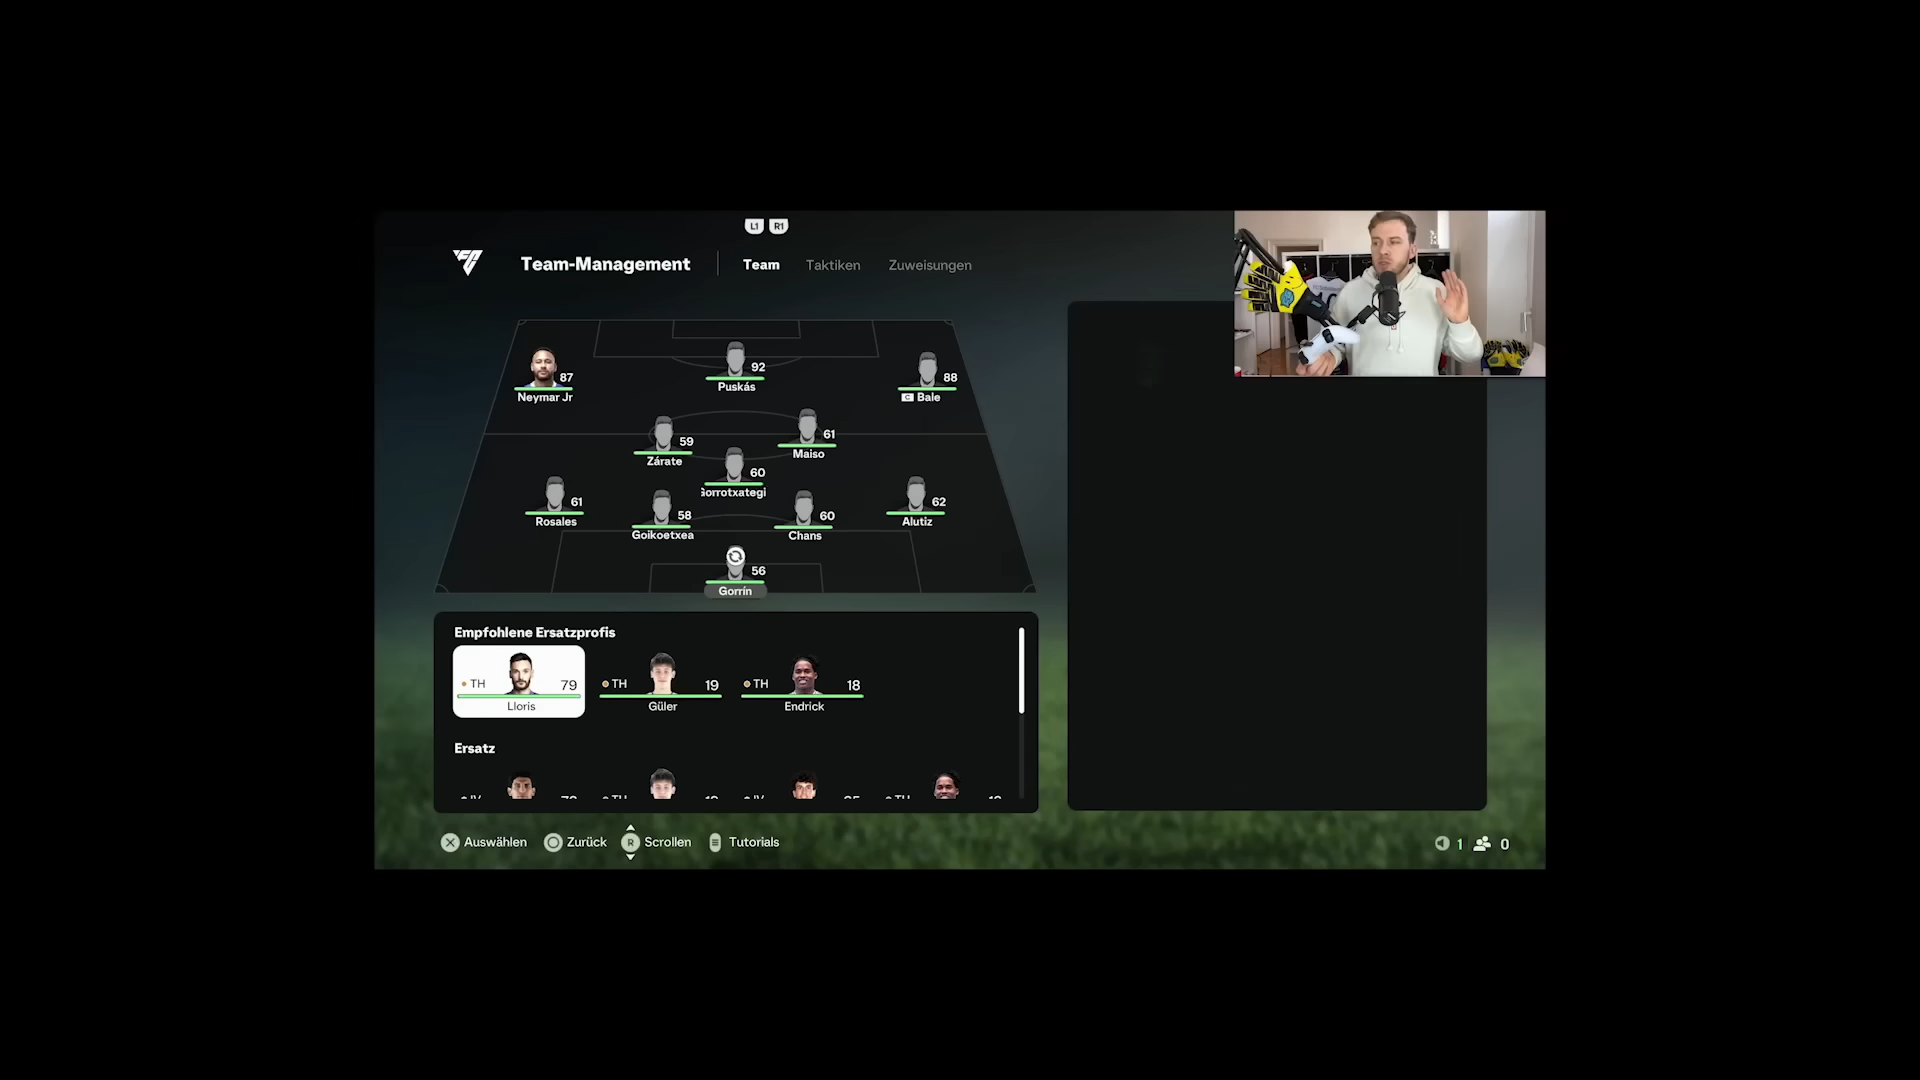 L1 R1
Team-Management
Team
Taktiken
Zuweisungen
87
Neymar Jr
92
Puskás
88
C Bale
59
Zárate
61
Maiso
60
Gorrotxategi
61
Rosales
58
Goikoetxea
60
Chans
62
Alutiz
56
Gorrín
Empfohlene Ersatzprofis
TH 79
Lloris
TH 19
Güler
TH 18
Endrick
Ersatz
Auswählen
Zurück
R Scrollen
Tutorials
1
0